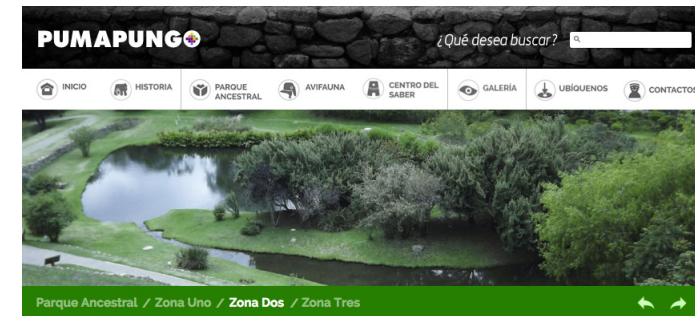 PUMAPUNGO
¿Qué desea buscar?
INICIO
HISTORIA
PARQUE
ANCESTRAL
AVIFAUNA
CENTRO DEL
SABER
GALERÍA
UBÍQUENOS
CONTACTOS
Parque Ancestral / Zona Uno / Zona Dos / Zona Tres